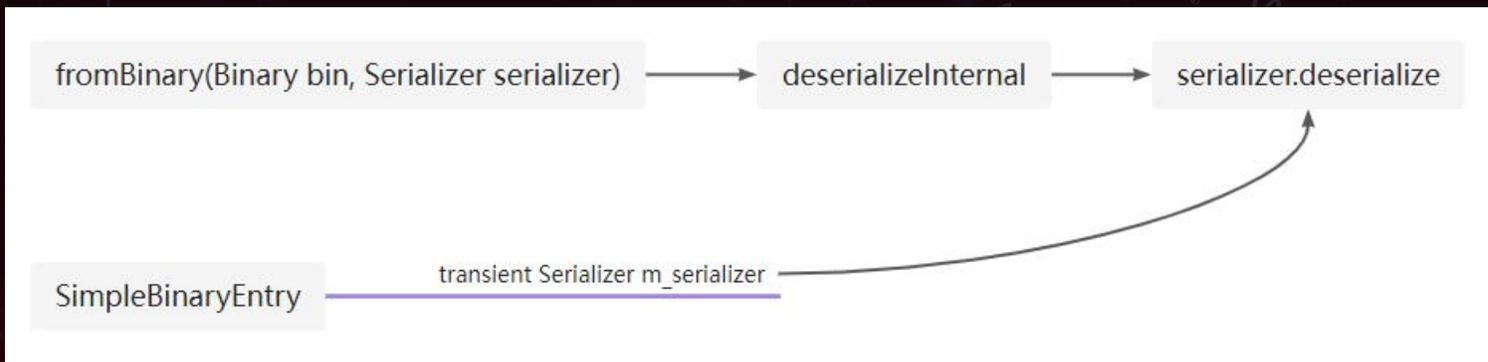 fromBinary(Binary bin, Serializer serializer)
deserializeInternal
serializer.deserialize
transient Serializer m_serializer
SimpleBinaryEntry